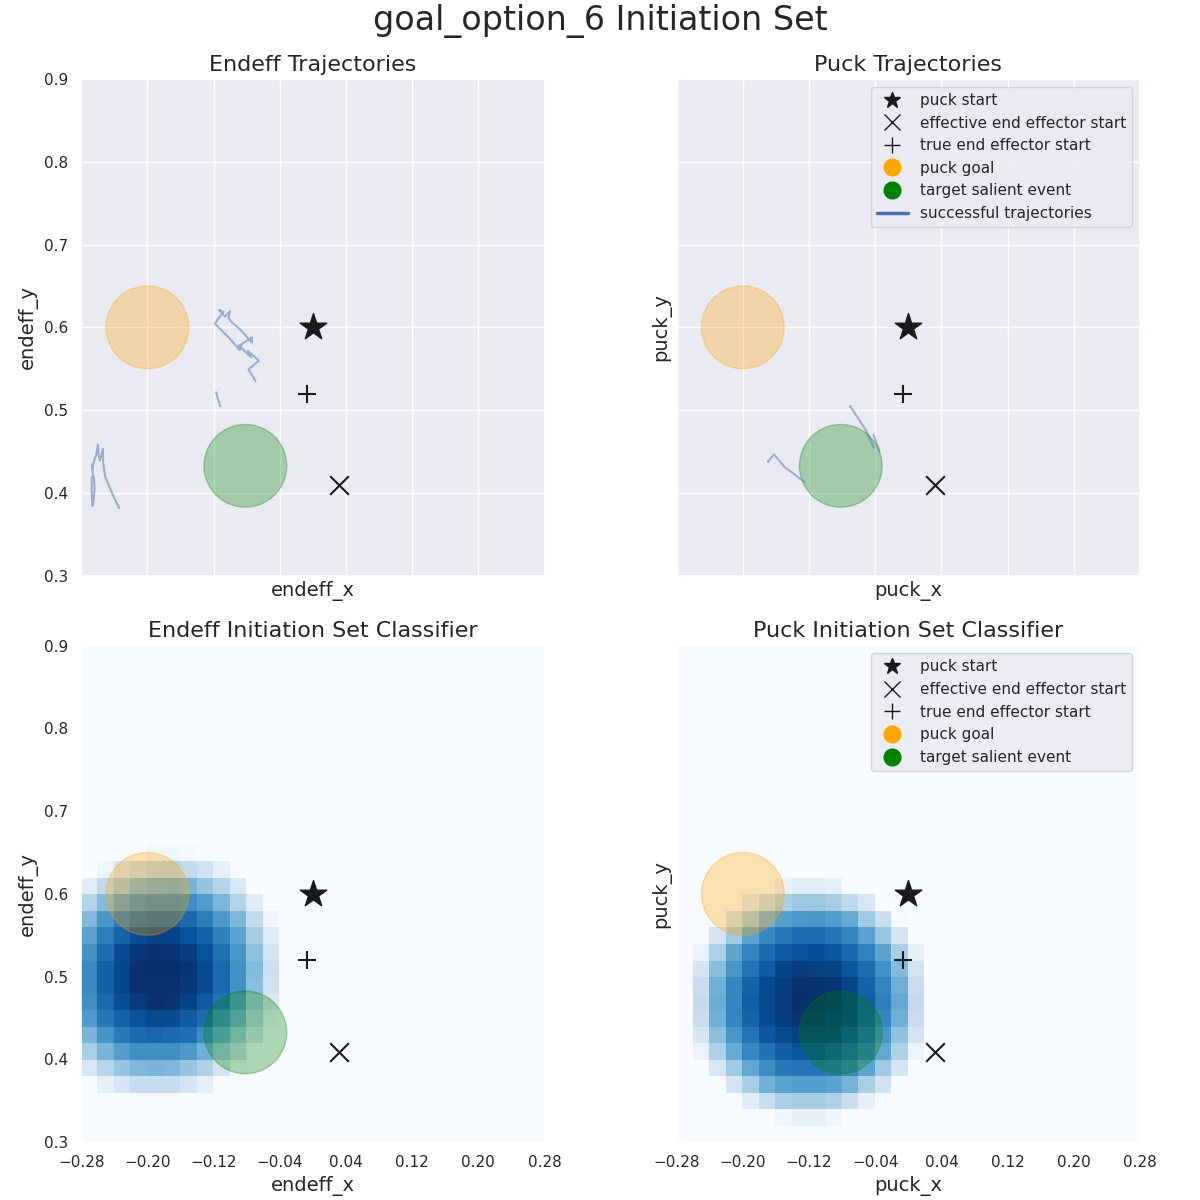 goal_option_6 Initiation Set
Endeff Trajectories
Puck Trajectories
0.9
0.8
0.7
0.6
0.5
0.4
0.3
endeff_y
endeff_x
puck_y
puck_x
puck start
effective end effector start
true end effector start
puck goal
target salient event
successful trajectories
Endeff Initiation Set Classifier
Puck Initiation Set Classifier
0.9
0.8
0.7
0.6
0.5
0.4
0.3
endeff_y
−0.28 −0.20 −0.12 −0.04 0.04 0.12 0.20 0.28
endeff_x
puck_y
puck start
effective end effector start
true end effector start
puck goal
target salient event
−0.28 −0.20 −0.12 −0.04 0.04 0.12 0.20 0.28
puck_x